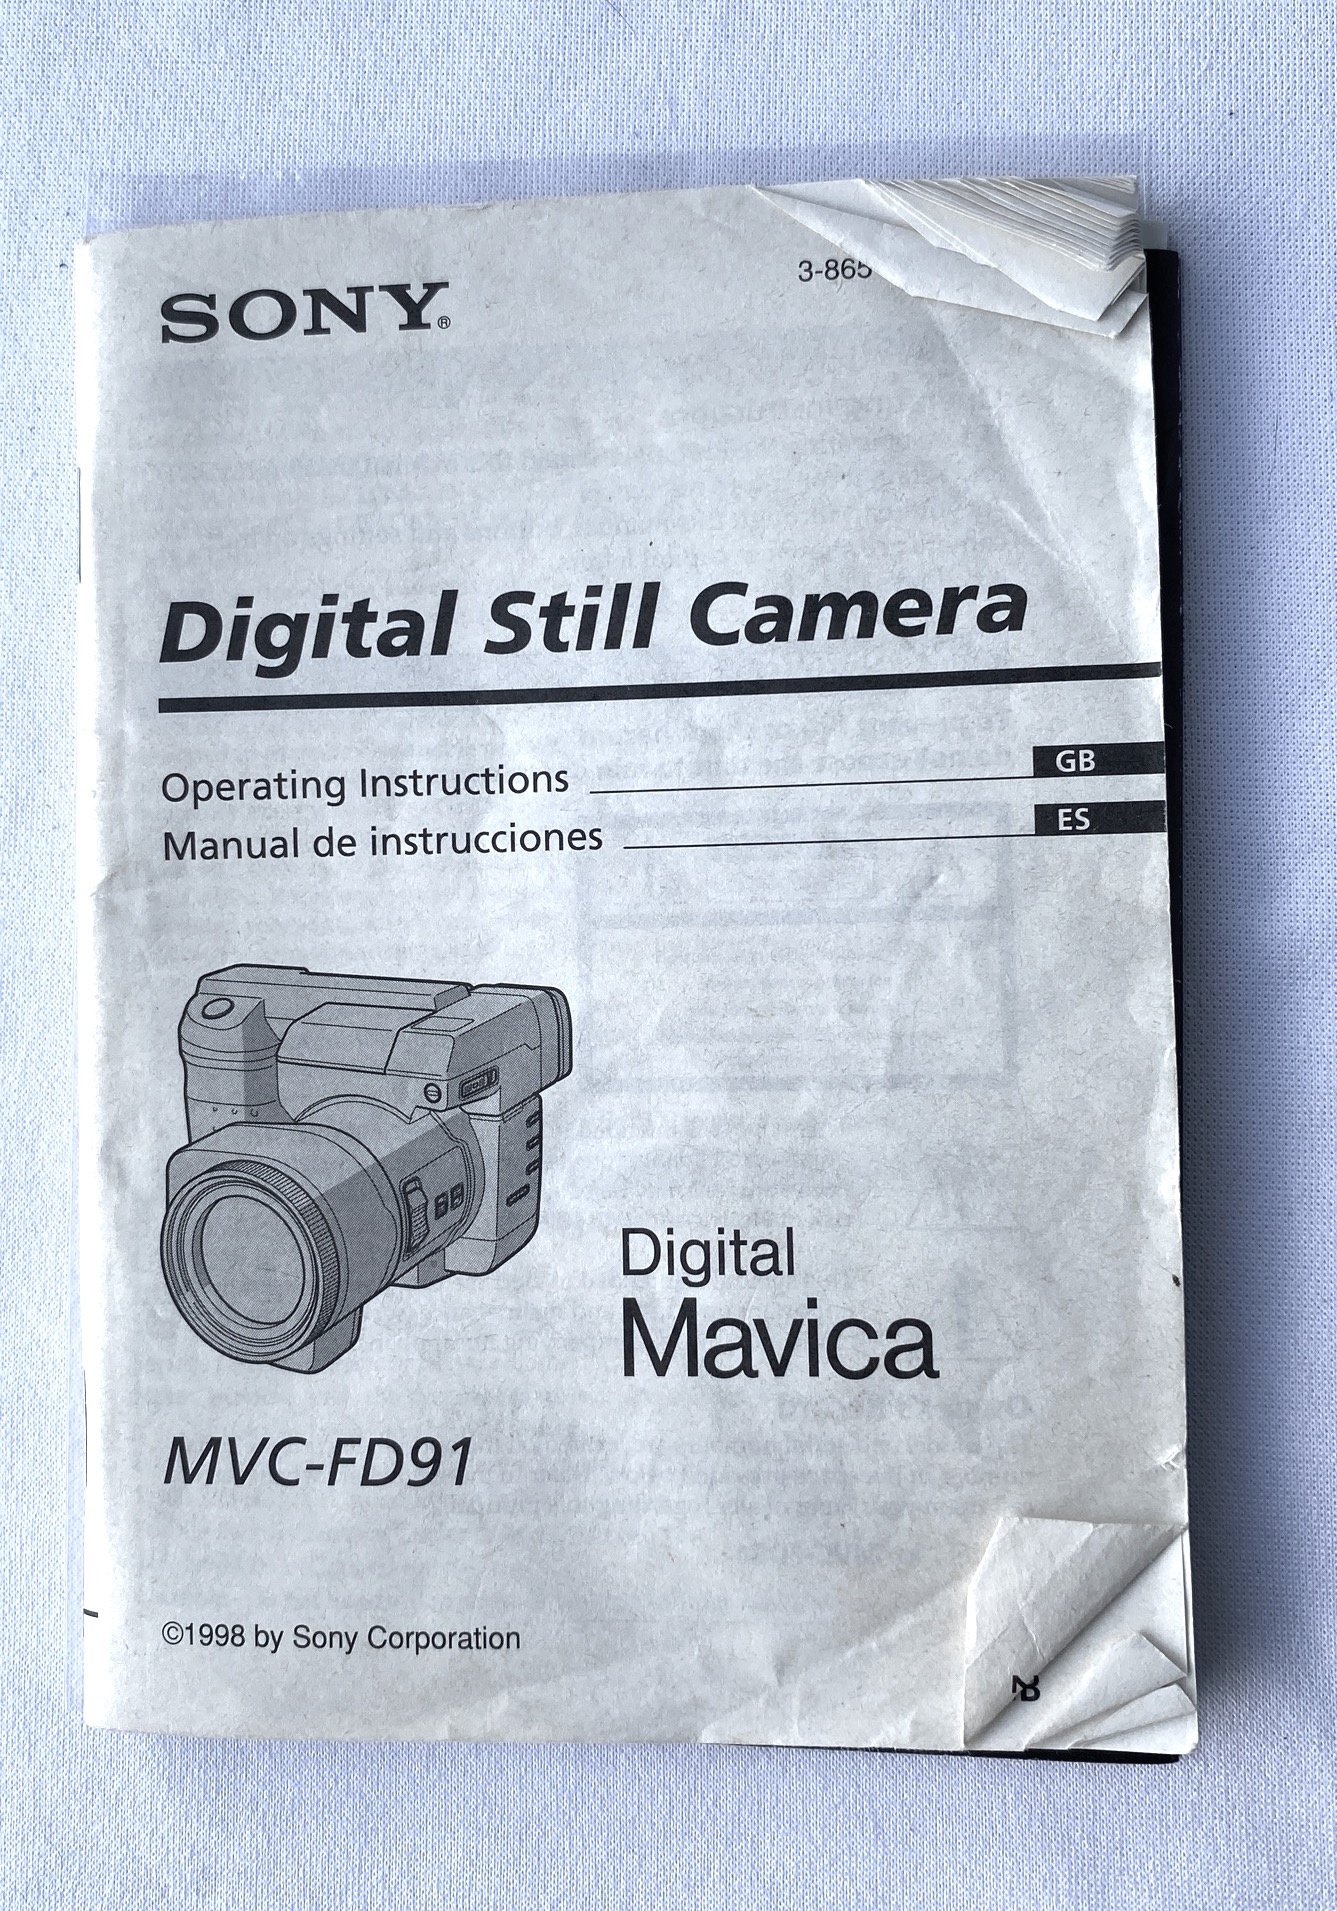 SONY®
3-865
Digital Still Camera
Operating Instructions GB
Manual de instrucciones ES
Digital
Mavica
MVC-FD91
©1998 by Sony Corporation